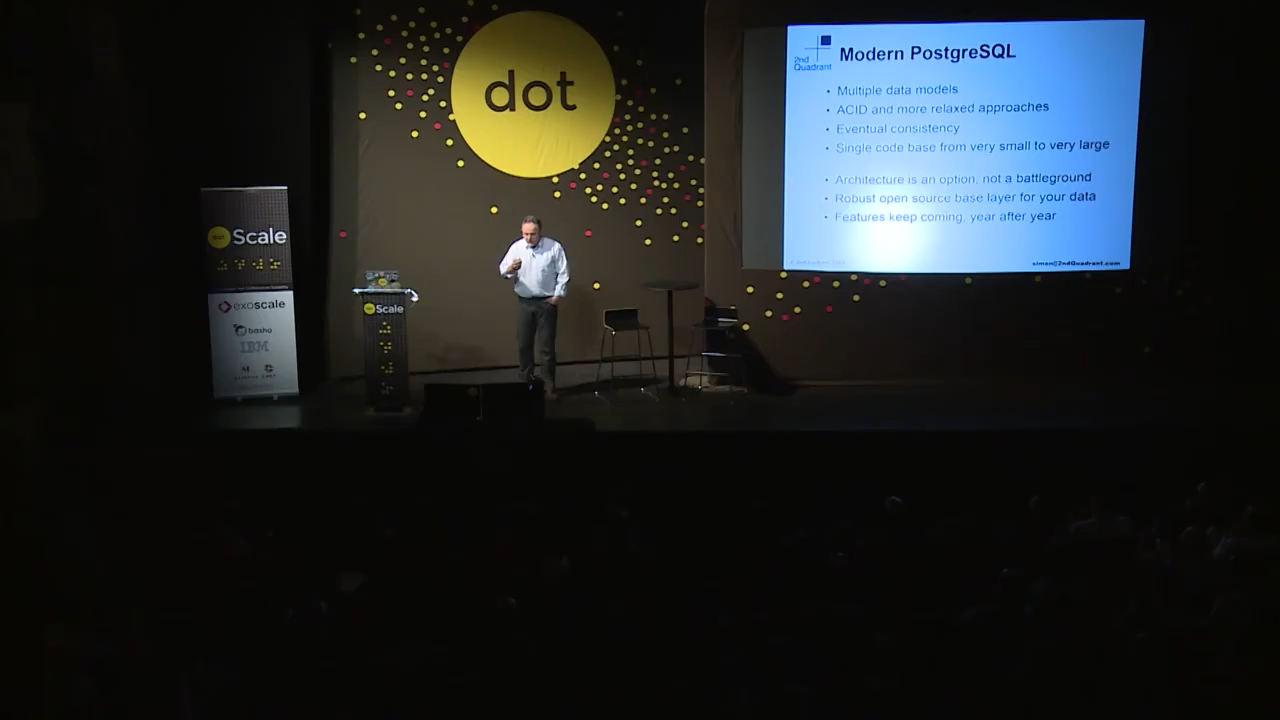 dot
2nd
Quadrant
Modern PostgreSQL
• Multiple data models
• ACID and more relaxed approaches
• Eventual consistency
• Single code base from very small to very large
• Architecture is an option, not a battleground
• Robust open source base layer for your data
• Features keep coming, year after year
simon@2ndQuadrant.com
dot Scale
exoscale
basho
IBM
Scale